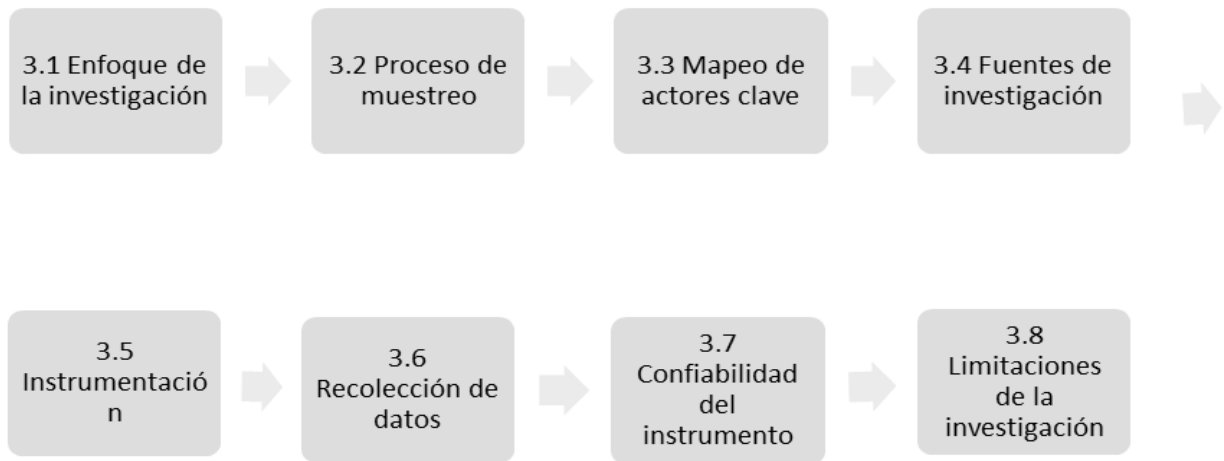 3.1 Enfoque de
la investigación
3.2 Proceso de
muestreo
3.3 Mapeo de
actores clave
3.4 Fuentes de
investigación
3.5
Instrumentació
n
3.6
Recolección de
datos
3.7
Confiabilidad
del
instrumento
3.8
Limitaciones
de la
investigación